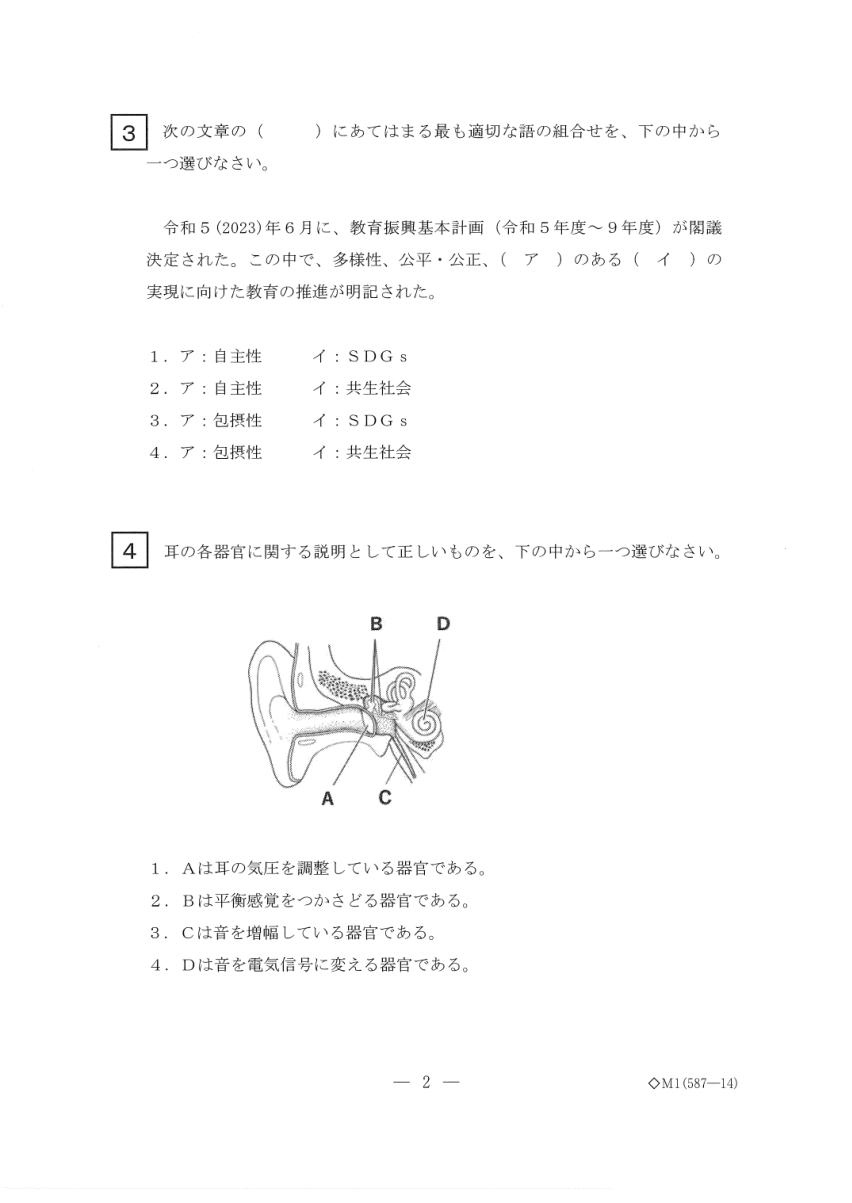 3 次の文章の（　　　）にあてはまる最も適切な語の組合せを、下の中から
一つ選びなさい。
令和５(2023)年６月に、教育振興基本計画（令和５年度～９年度）が閣議
決定された。この中で、多様性、公平・公正、（　ア　）のある（　イ　）の
実現に向けた教育の推進が明記された。
１．ア：自主性　　　イ：ＳＤＧｓ
２．ア：自主性　　　イ：共生社会
３．ア：包摂性　　　イ：ＳＤＧｓ
４．ア：包摂性　　　イ：共生社会
4 耳の各器官に関する説明として正しいものを、下の中から一つ選びなさい。
B D
A C
１．Ａは耳の気圧を調整している器官である。
２．Ｂは平衡感覚をつかさどる器官である。
３．Ｃは音を増幅している器官である。
４．Ｄは音を電気信号に変える器官である。
― 2 ―　　　◇M1(587―14)